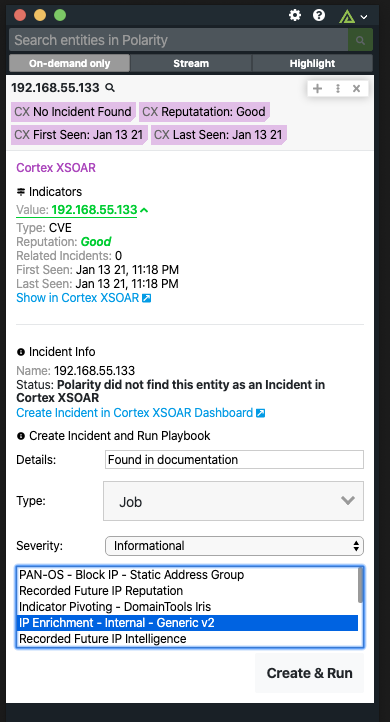 Search entities in Polarity
On-demand only Stream Highlight
192.168.55.133
CX No Incident Found CX Reputatation: Good
CX First Seen: Jan 13 21 CX Last Seen: Jan 13 21
Cortex XSOAR
Indicators
Value: 192.168.55.133
Type: CVE
Reputation: Good
Related Incidents: 0
First Seen: Jan 13 21, 11:18 PM
Last Seen: Jan 13 21, 11:18 PM
Show in Cortex XSOAR
Incident Info
Name: 192.168.55.133
Status: Polarity did not find this entity as an Incident in
Cortex XSOAR
Create Incident in Cortex XSOAR Dashboard
Create Incident and Run Playbook
Details: Found in documentation
Type: Job
Severity: Informational
PAN-OS - Block IP - Static Address Group
Recorded Future IP Reputation
Indicator Pivoting - DomainTools Iris
IP Enrichment - Internal - Generic v2
Recorded Future IP Intelligence
Create & Run